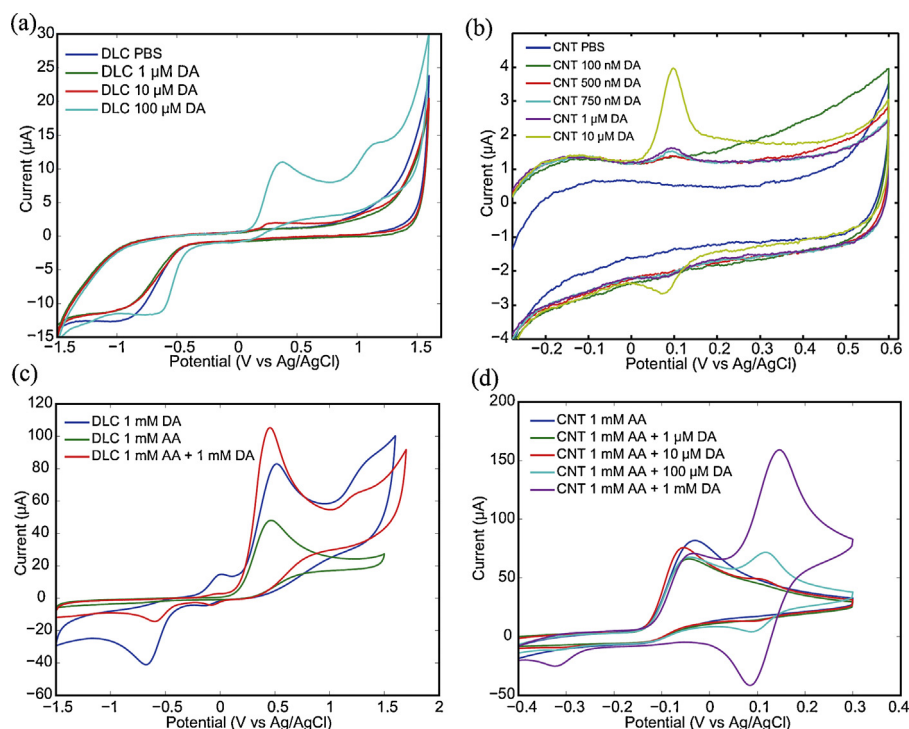 (a)
DLC PBS
DLC 1 µM DA
DLC 10 µM DA
DLC 100 µM DA
Current (µA)
30
25
20
15
10
5
0
−5
−10
−15
−1.5
−1
−0.5
0
0.5
1
1.5
Potential (V vs Ag/AgCl)
(b)
CNT PBS
CNT 100 nM DA
CNT 500 nM DA
CNT 750 nM DA
CNT 1 µM DA
CNT 10 µM DA
Current (µA)
4
3
2
1
0
−1
−2
−3
−4
−0.2
−0.1
0
0.1
0.2
0.3
0.4
0.5
0.6
Potential (V vs Ag/AgCl)
(c)
DLC 1 mM DA
DLC 1 mM AA
DLC 1 mM AA + 1 mM DA
Current (µA)
120
100
80
60
40
20
0
−20
−40
−60
−1.5
−1.0
−0.5
0
0.5
1.0
1.5
2
Potential (V vs Ag/AgCl)
(d)
CNT 1 mM AA
CNT 1 mM AA + 1 µM DA
CNT 1 mM AA + 10 µM DA
CNT 1 mM AA + 100 µM DA
CNT 1 mM AA + 1 mM DA
Current (µA)
200
150
100
50
0
50
−0.4
−0.3
−0.2
−0.1
0.0
0.1
0.2
0.3
0.4
Potential (V vs Ag/AgCl)